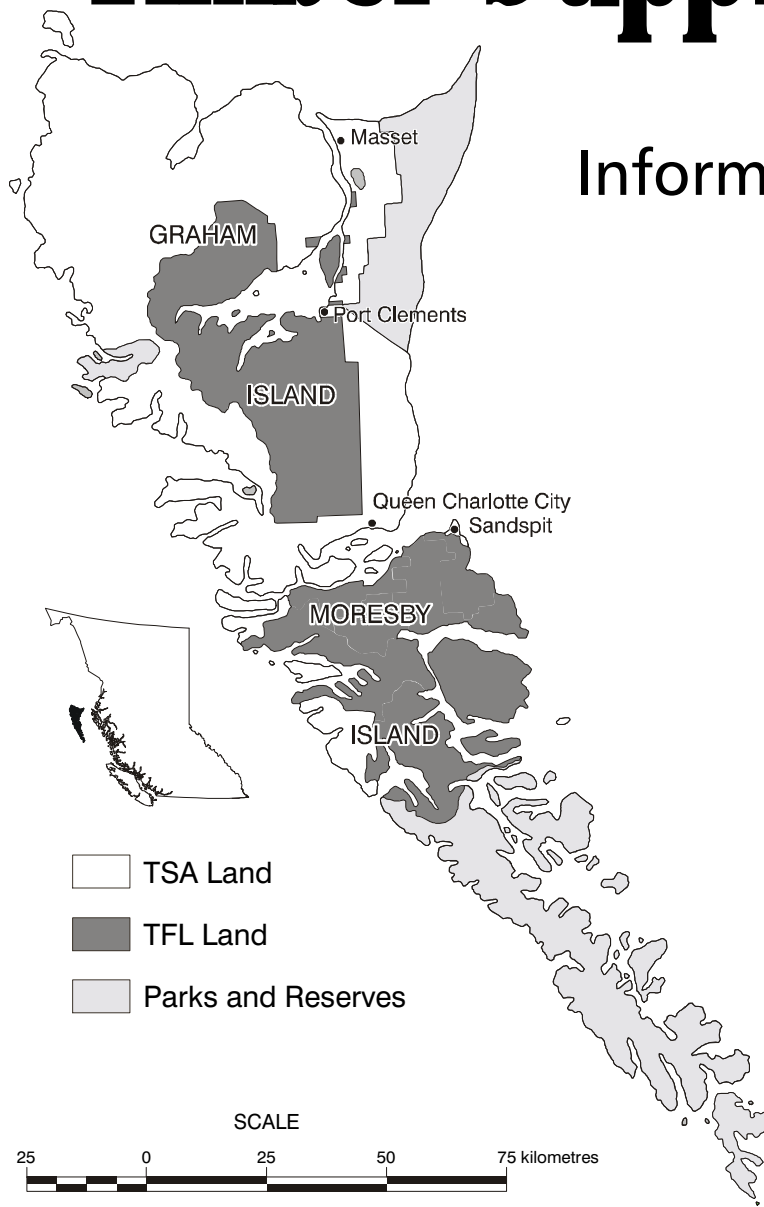 Inform
Masset
GRAHAM
Port Clements
ISLAND
Queen Charlotte City
Sandspit
MORESBY
ISLAND
TSA Land
TFL Land
Parks and Reserves
SCALE
25 0 25 50 75 kilometres